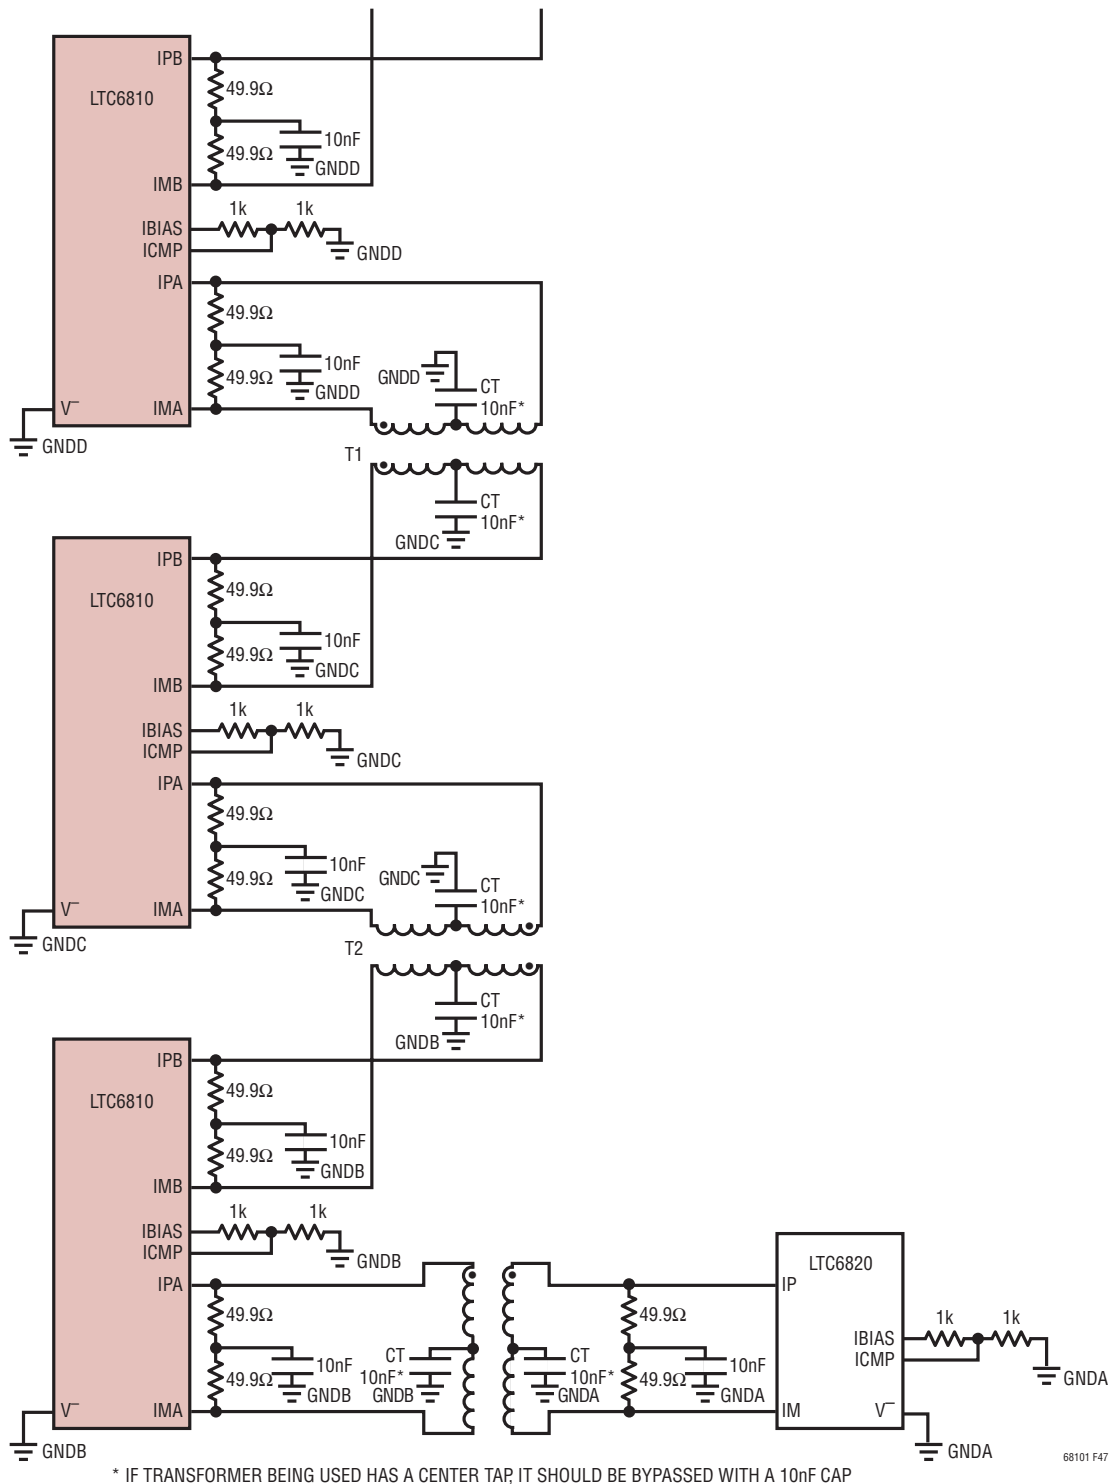 IPB
49.9Ω
LTC6810
10nF
49.9Ω
GNDD
IMB
1k 1k
IBIAS
ICMP
GNDD
IPA
49.9Ω
10nF
49.9Ω
GNDD
GNDD
CT
10nF*
V–
IMA
GNDD
T1
CT
10nF*
GNDC
IPB
49.9Ω
LTC6810
10nF
49.9Ω
GNDC
IMB
1k 1k
IBIAS
ICMP
GNDC
IPA
49.9Ω
10nF
49.9Ω
GNDC
GNDC
CT
10nF*
V–
IMA
GNDC
T2
CT
10nF*
GNDB
IPB
49.9Ω
LTC6810
10nF
49.9Ω
GNDB
IMB
1k 1k
IBIAS
ICMP
GNDB
IPA
49.9Ω
10nF
49.9Ω
GNDB
CT
10nF*
GNDB
CT
10nF*
GNDA
49.9Ω
10nF
49.9Ω
GNDA
V–
IMA
GNDB
LTC6820
IP
1k 1k
IBIAS
ICMP
GNDA
IM
V–
GNDA
68101 F47
* IF TRANSFORMER BEING USED HAS A CENTER TAP, IT SHOULD BE BYPASSED WITH A 10nF CAP